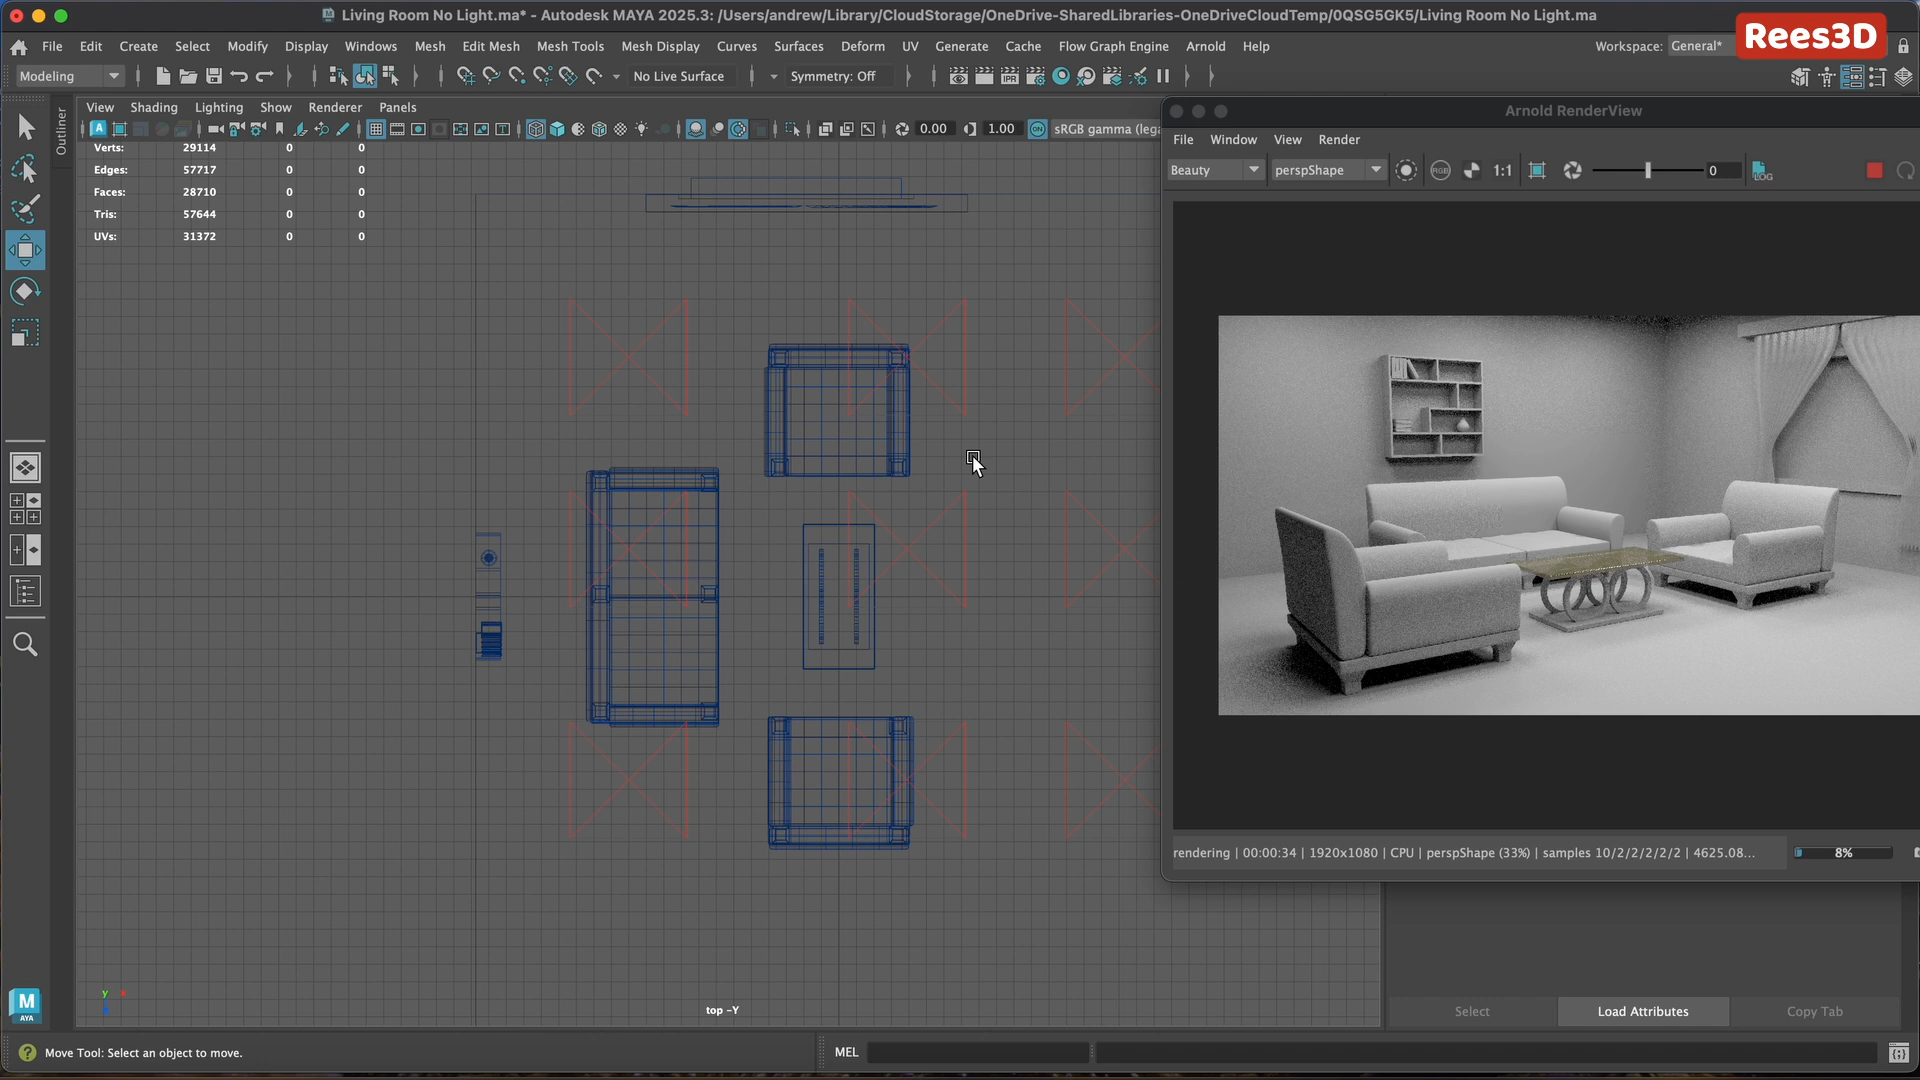 Living Room No Light.ma* - Autodesk MAYA 2025.3: /Users/andrew/Library/CloudStorage/OneDrive-SharedLibraries-OneDriveCloudTemp/0QSG5GK5/Living Room No Light.ma
Rees3D
File Edit Create Select Modify Display Windows Mesh Edit Mesh Mesh Tools Mesh Display Curves Surfaces Deform UV Generate Cache Flow Graph Engine Arnold Help Workspace: General*
Modeling No Live Surface Symmetry: Off IPR
Outliner
View Shading Lighting Show Renderer Panels
0.00 1.00 ON sRGB gamma (lega
Verts: 29114 0 0
Edges: 57717 0 0
Faces: 28710 0 0
Tris: 57644 0 0
UVs: 31372 0 0
Arnold RenderView
File Window View Render
Beauty perspShape RGB 1:1 0 LOG
rendering | 00:00:34 | 1920x1080 | CPU | perspShape (33%) | samples 10/2/2/2/2/2 | 4625.08...
8%
y x
top -Y
M
AYA
Select Load Attributes Copy Tab
Move Tool: Select an object to move.
MEL